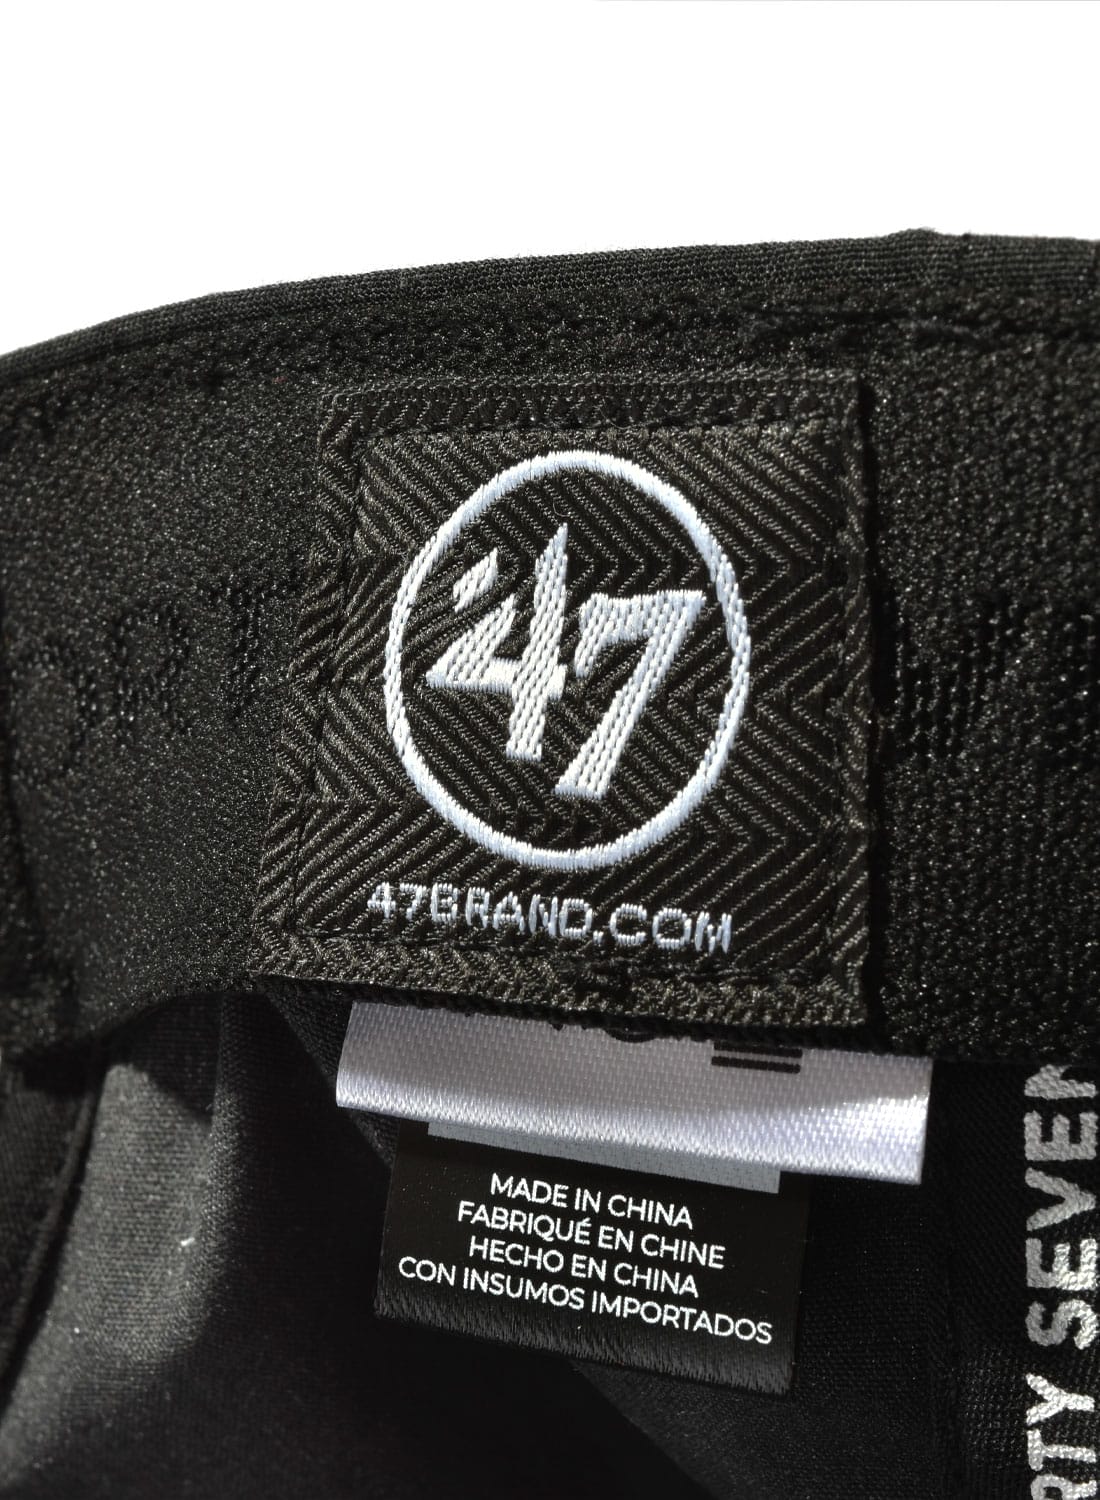 '47
47BRAND.COM
MADE IN CHINA
FABRIQUÉ EN CHINE
HECHO EN CHINA
CON INSUMOS IMPORTADOS
RTY SEVEN